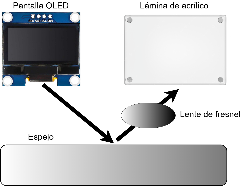 Pantalla OLED
Lámina de acrílico
Lente de fresnel
Espejo